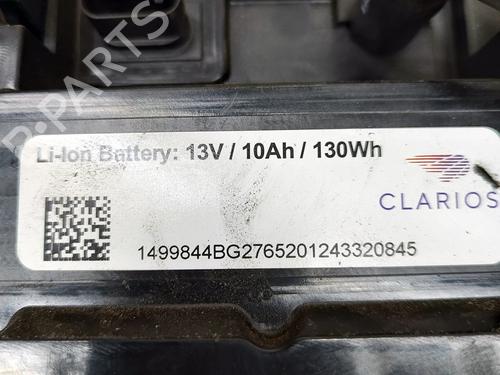 Li-Ion Battery: 13V / 10Ah / 130Wh
CLARIOS
1499844BG2765201243320845
B-PARTS